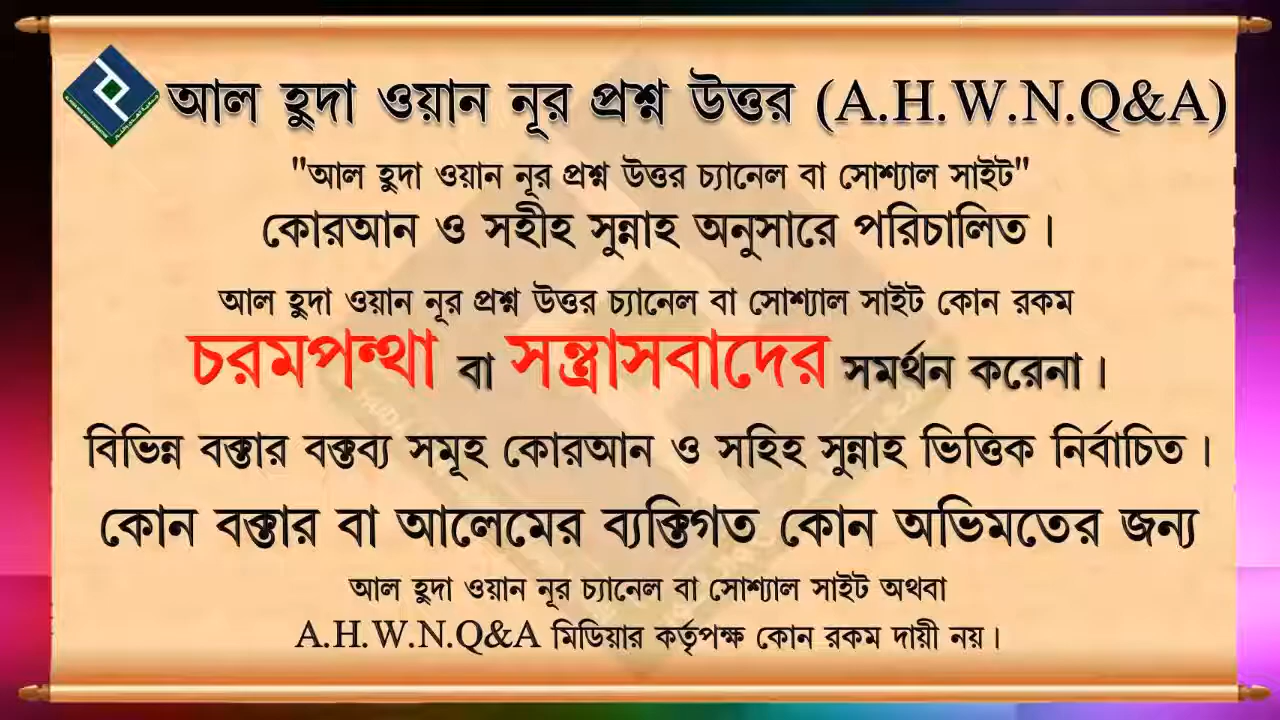 আল হুদা ওয়ান নূর প্রশ্ন উত্তর (A.H.W.N.Q&A)
"আল হুদা ওয়ান নূর প্রশ্ন উত্তর চ্যানেল বা সোশ্যাল সাইট"
কোরআন ও সহীহ সুন্নাহ অনুসারে পরিচালিত ।
আল হুদা ওয়ান নূর প্রশ্ন উত্তর চ্যানেল বা সোশ্যাল সাইট কোন রকম
চরমপন্থা বা সন্ত্রাসবাদের সমর্থন করেনা ।
বিভিন্ন বক্তার বক্তব্য সমূহ কোরআন ও সহিহ সুন্নাহ ভিত্তিক নির্বাচিত ।
কোন বক্তার বা আলেমের ব্যক্তিগত কোন অভিমতের জন্য
আল হুদা ওয়ান নূর চ্যানেল বা সোশ্যাল সাইট অথবা
A.H.W.N.Q&A মিডিয়ার কর্তৃপক্ষ কোন রকম দায়ী নয় ।